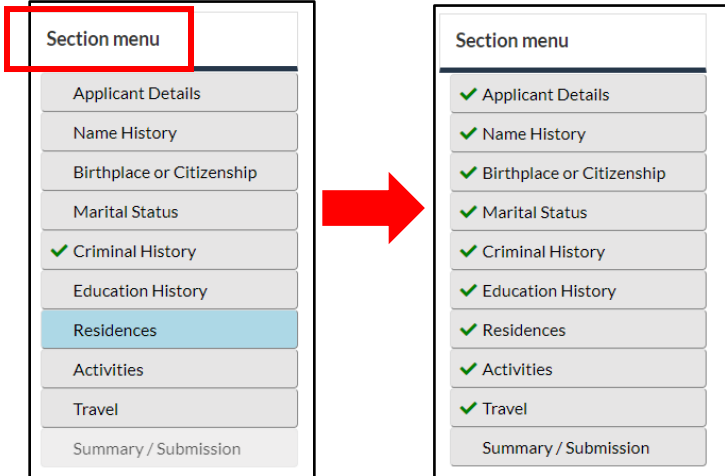 Section menu
Applicant Details
Name History
Birthplace or Citizenship
Marital Status
Criminal History
Education History
Residences
Activities
Travel
Summary / Submission
Section menu
Applicant Details
Name History
Birthplace or Citizenship
Marital Status
Criminal History
Education History
Residences
Activities
Travel
Summary / Submission